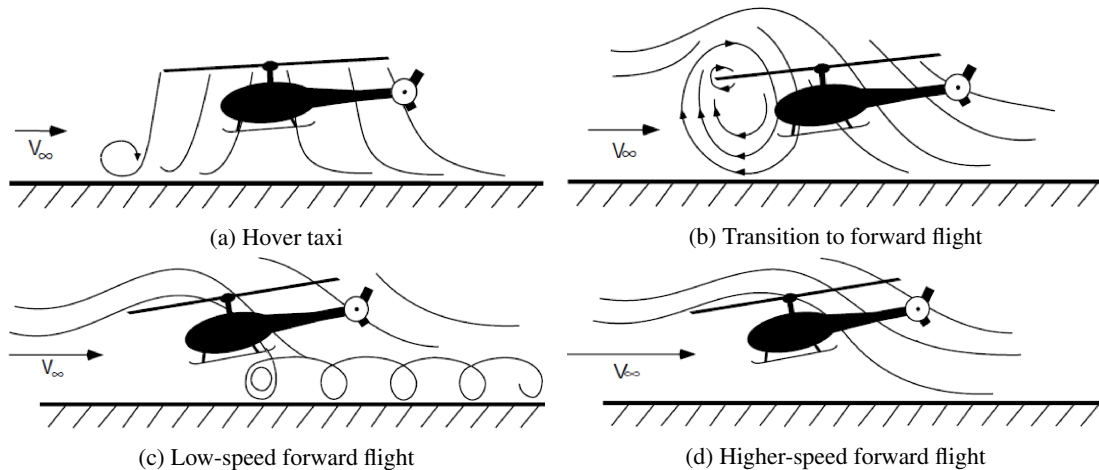 V∞
V∞
(a) Hover taxi
(b) Transition to forward flight
V∞
V∞
(c) Low-speed forward flight
(d) Higher-speed forward flight